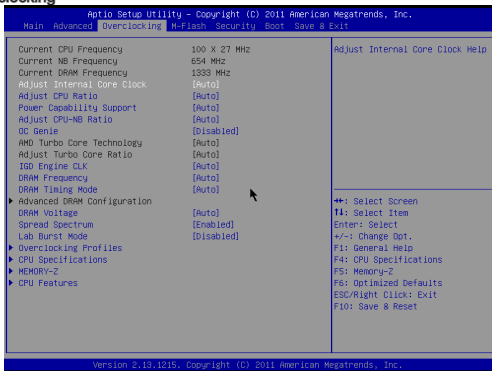 clocking
Aptio Setup Utility – Copyright (C) 2011 American Megatrends, Inc.
Main Advanced Overclocking M-Flash Security Boot Save & Exit
Current CPU Frequency 100 X 27 MHz
Current NB Frequency 654 MHz
Current DRAM Frequency 1333 MHz
Adjust Internal Core Clock [Auto]
Adjust CPU Ratio [Auto]
Power Capability Support [Auto]
Adjust CPU-NB Ratio [Auto]
OC Genie [Disabled]
AMD Turbo Core Technology [Auto]
Adjust Turbo Core Ratio [Auto]
IGD Engine CLK [Auto]
DRAM Frequency [Auto]
DRAM Timing Mode [Auto]
Advanced DRAM Configuration
DRAM Voltage [Auto]
Spread Spectrum [Enabled]
Lab Burst Mode [Disabled]
Overclocking Profiles
CPU Specifications
MEMORY-Z
CPU Features
Adjust Internal Core Clock Help
→←: Select Screen
↑↓: Select Item
Enter: Select
+/-: Change Opt.
F1: General Help
F4: CPU Specifications
F5: Memory-Z
F6: Optimized Defaults
ESC/Right Click: Exit
F10: Save & Reset
Version 2.13.1215. Copyright (C) 2011 American Megatrends, Inc.